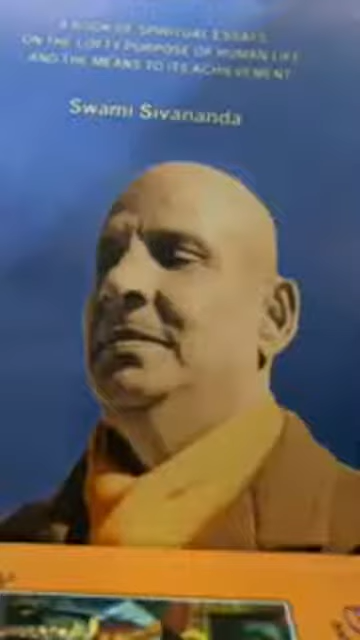 A BOOK OF SPIRITUAL ESSAYS
ON THE LOFTY PURPOSE OF HUMAN LIFE
AND THE MEANS TO ITS ACHIEVEMENT
Swami Sivananda